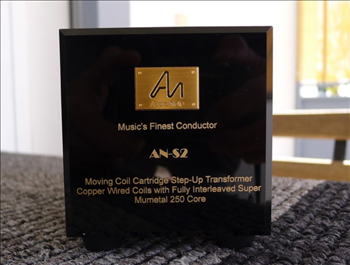 AN
Music's Finest Conductor
AN-S2
Moving Coil Cartridge Step-Up Transformer
Copper Wired Coils with Fully Interleaved Super
Mumetal 250 Core